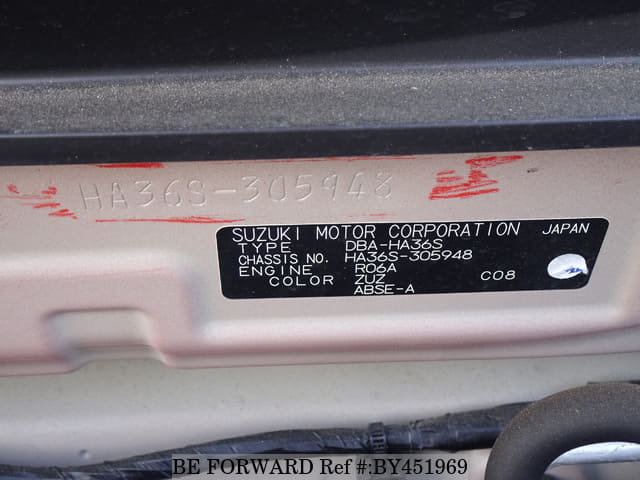 HA36S-305948
SUZUKI MOTOR CORPORATION JAPAN
TYPE DBA-HA36S
CHASSIS NO. HA36S-305948
ENGINE R06A
COLOR ZUZ C08
ABSE-A
BE FORWARD Ref #:BY451969